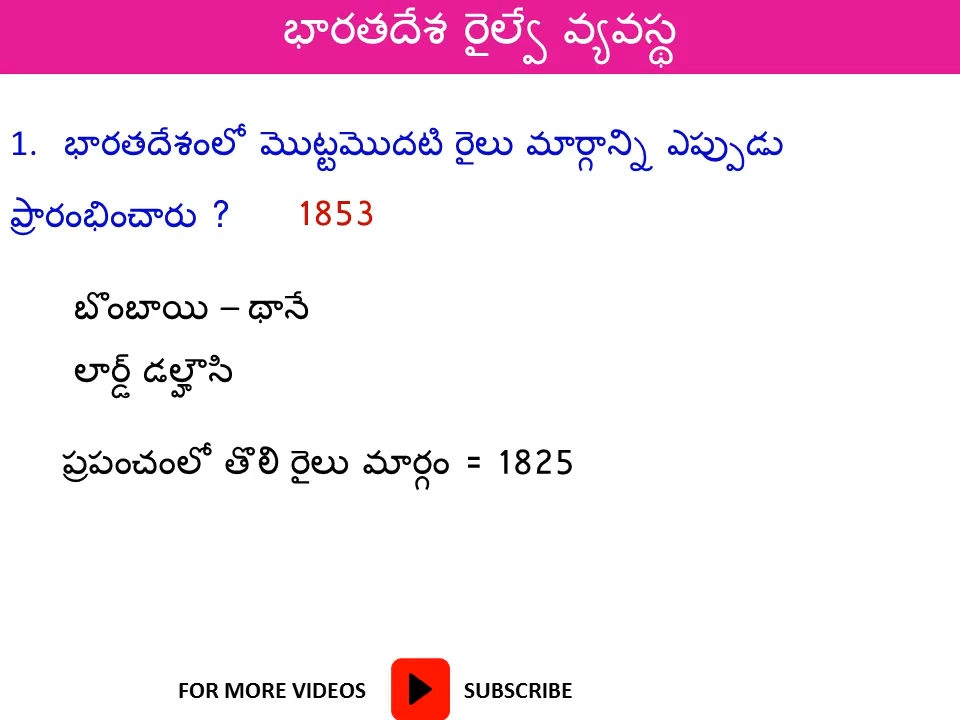 భారతదేశ రైల్వే వ్యవస్థ
1. భారతదేశంలో మొట్టమొదటి రైలు మార్గాన్ని ఎప్పుడు
ప్రారంభించారు ? 1853
బొంబాయి – థానే
లార్డ్ డల్హౌసి
ప్రపంచంలో తొలి రైలు మార్గం = 1825
FOR MORE VIDEOS SUBSCRIBE